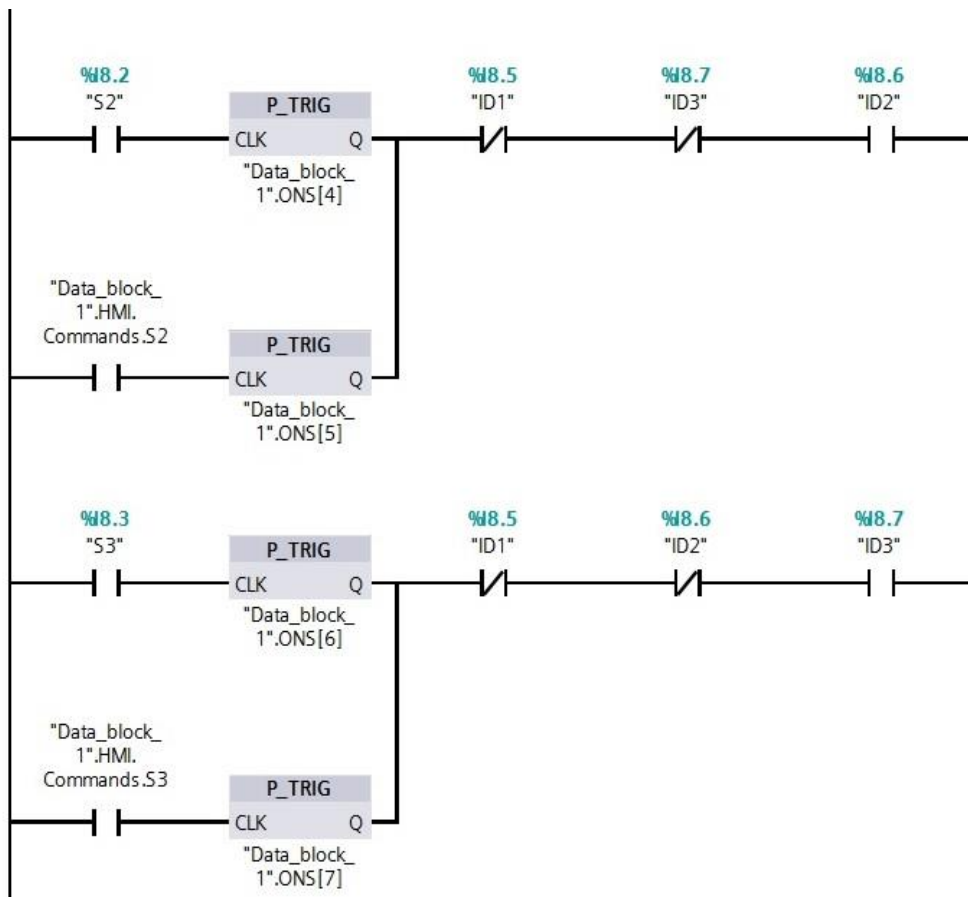 %I8.2
"S2"
P_TRIG
CLK Q
"Data_block_
1".ONS[4]
%I8.5
"ID1"
%I8.7
"ID3"
%I8.6
"ID2"
"Data_block_
1".HMI.
Commands.S2
P_TRIG
CLK Q
"Data_block_
1".ONS[5]
%I8.3
"S3"
P_TRIG
CLK Q
"Data_block_
1".ONS[6]
%I8.5
"ID1"
%I8.6
"ID2"
%I8.7
"ID3"
"Data_block_
1".HMI.
Commands.S3
P_TRIG
CLK Q
"Data_block_
1".ONS[7]